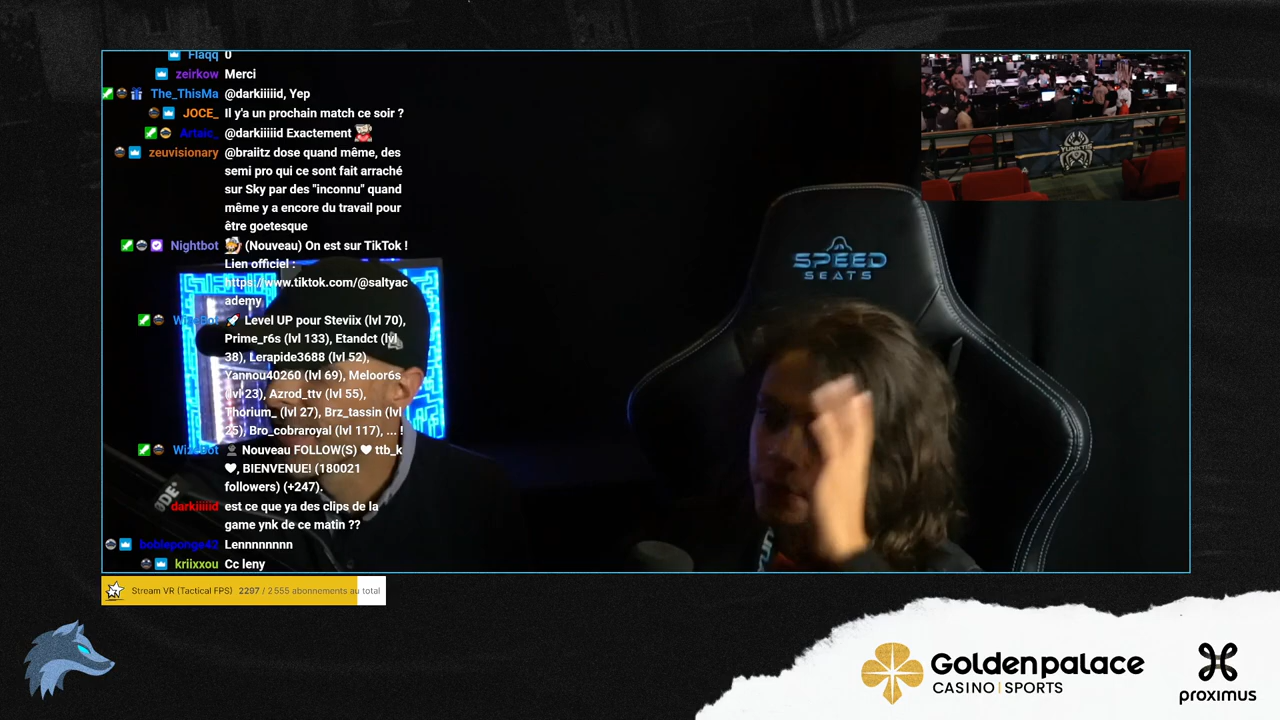 Flaqq 0
zeirkow Merci
The_ThisMa @darkiiiiid, Yep
JOCE_ Il y'a un prochain match ce soir ?
Artaic_ @darkiiiiid Exactement
zeuvisionary @braiitz dose quand même, des
semi pro qui ce sont fait arraché
sur Sky par des "inconnu" quand
même y a encore du travail pour
être goetesque
Nightbot (Nouveau) On est sur TikTok !
Lien officiel :
https://www.tiktok.com/@saltyac
ademy
WizeBot Level UP pour Steviix (lvl 70),
Prime_r6s (lvl 133), Etandct (lvl
38), Lerapide3688 (lvl 52),
Yannou40260 (lvl 69), Meloor6s
(lvl 23), Azrod_ttv (lvl 55),
Thorium_ (lvl 27), Brz_tassin (lvl
25), Bro_cobraroyal (lvl 117), ... !
WizeBot Nouveau FOLLOW(S) ttb_k
, BIENVENUE! (180021
followers) (+247).
darkiiiiid est ce que ya des clips de la
game ynk de ce matin ??
bobleponge42 Lennnnnnnn
kriixxou Cc leny
SPEED
SEATS
YUNKTIS
Stream VR (Tactical FPS) 2297 / 2555 abonnements au total
Goldenpalace
CASINO | SPORTS
proximus